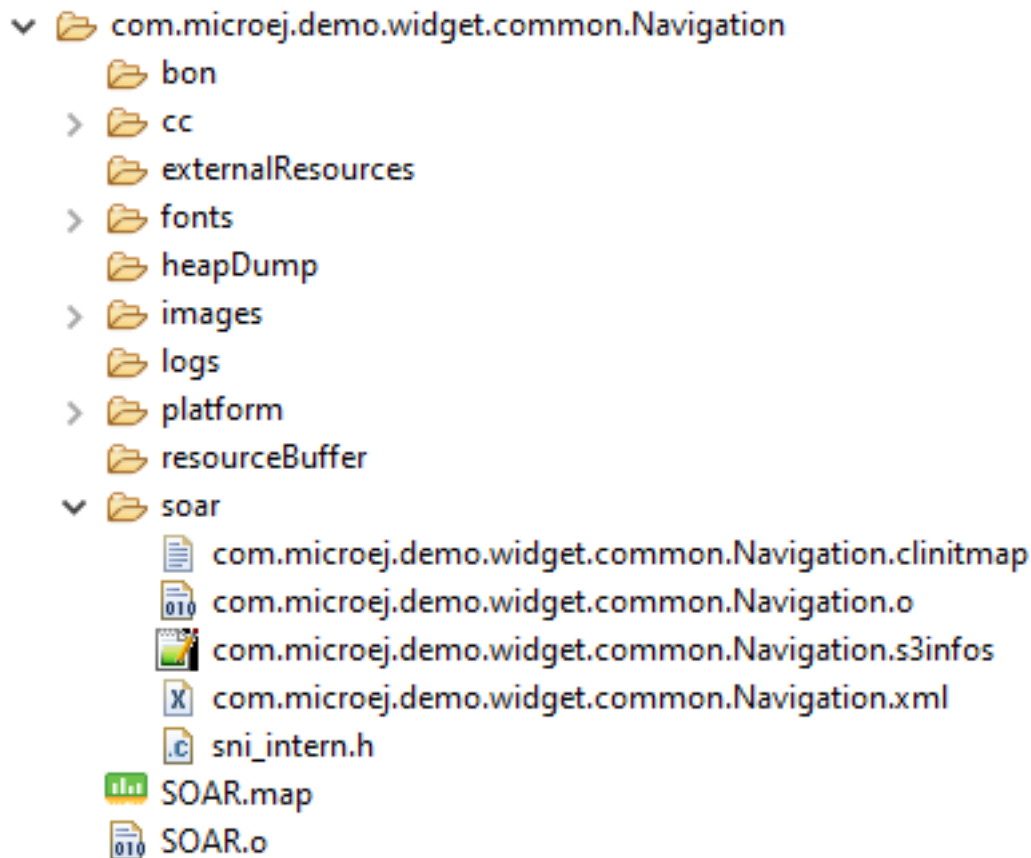 com.microej.demo.widget.common.Navigation
bon
cc
externalResources
fonts
heapDump
images
logs
platform
resourceBuffer
soar
com.microej.demo.widget.common.Navigation.clinitmap
com.microej.demo.widget.common.Navigation.o
com.microej.demo.widget.common.Navigation.s3infos
com.microej.demo.widget.common.Navigation.xml
sni_intern.h
SOAR.map
SOAR.o